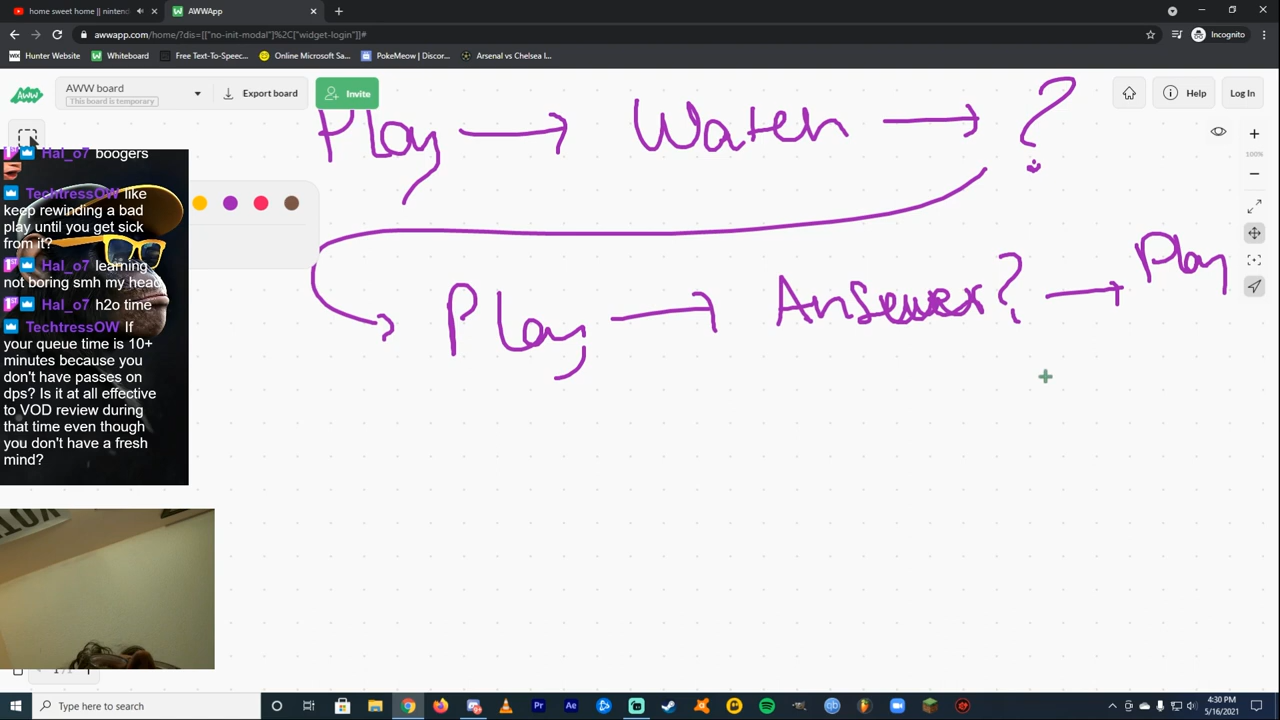 home sweet home || nintend
AWWApp
awwapp.com/home/?dis=[["no-init-modal"]%2C["widget-login"]]#
Incognito
Hunter Website
Whiteboard
Free Text-To-Speec...
Online Microsoft Sa...
PokeMeow | Discor...
Arsenal vs Chelsea I...
AWW
AWW board
This board is temporary
Export board
Invite
Help
Log In
100%
Play → Watch → ?
Play → Answer? → Play
Hal_o7 boogers
TechtressOW like
keep rewinding a bad
play until you get sick
from it?
Hal_o7 learning
not boring smh my head
Hal_o7 h2o time
TechtressOW If
your queue time is 10+
minutes because you
don't have passes on
dps? Is it at all effective
to VOD review during
that time even though
you don't have a fresh
mind?
Type here to search
Pr
Ae
4:30 PM
5/16/2021